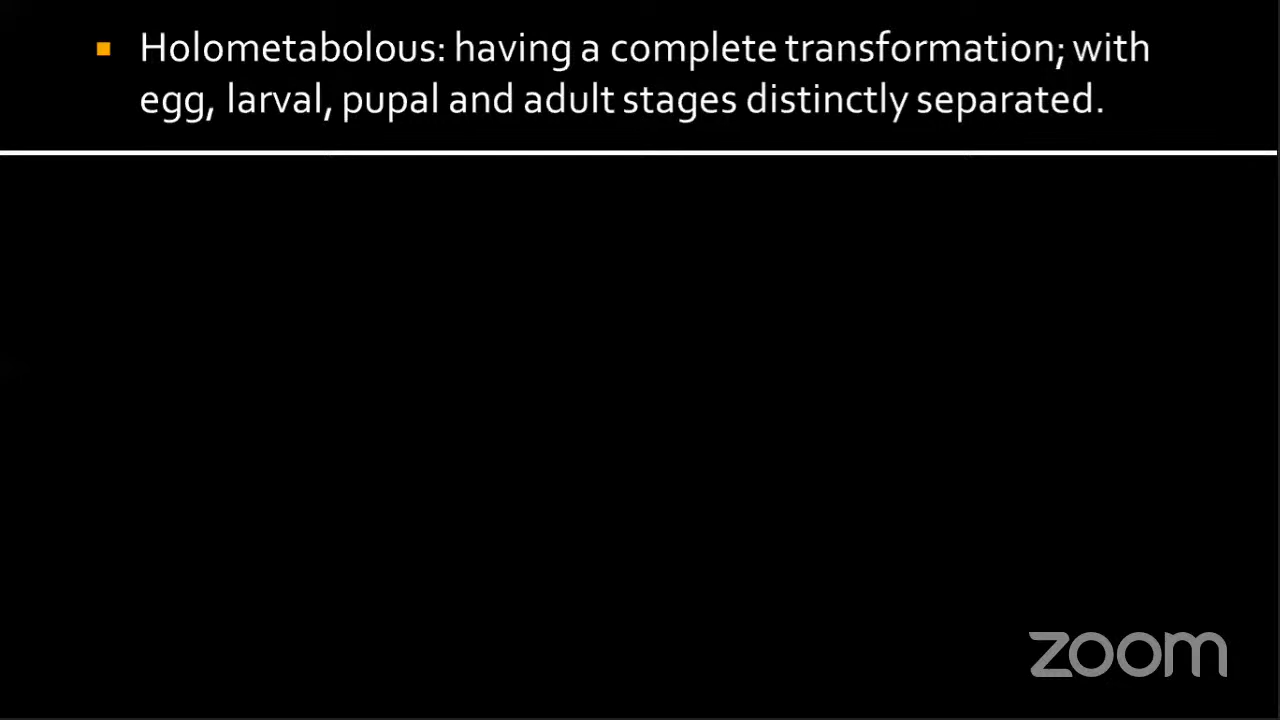 Holometabolous: having a complete transformation; with
egg, larval, pupal and adult stages distinctly separated.
zoom